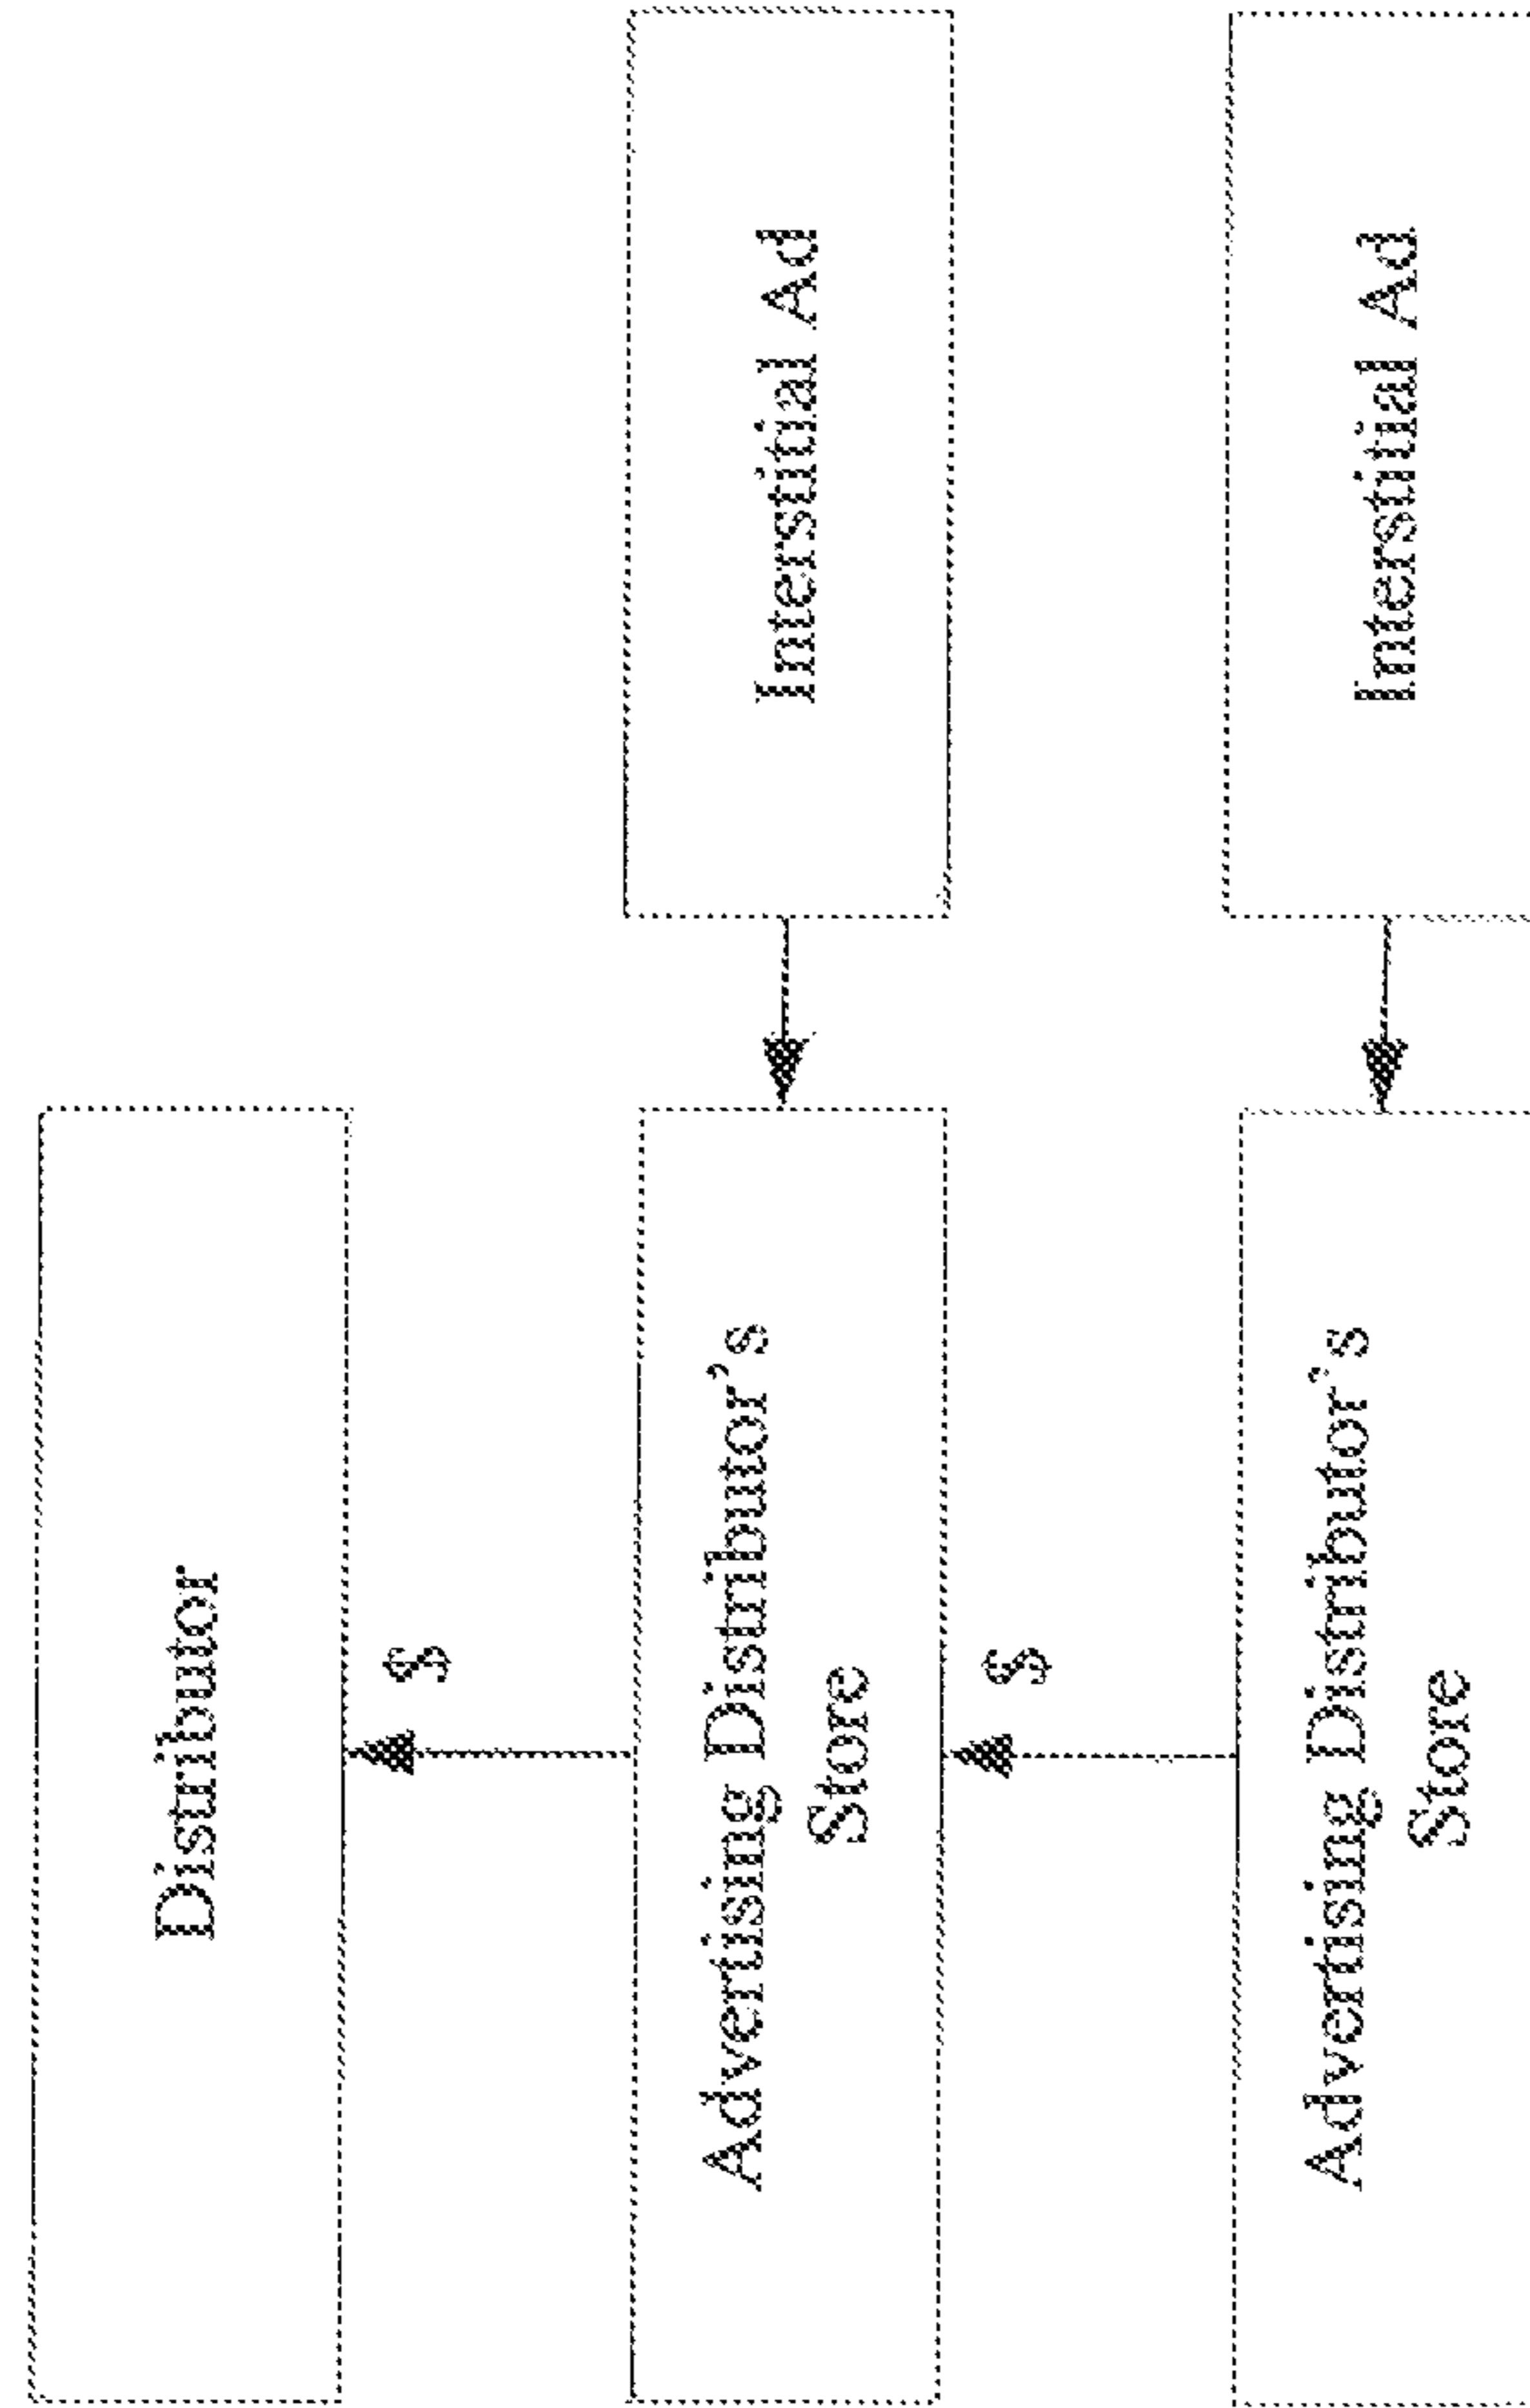 Distributor
$
Advertising Distributor's
Store
Interstitial Ad
$
Advertising Distributor's
Store
Interstitial Ad